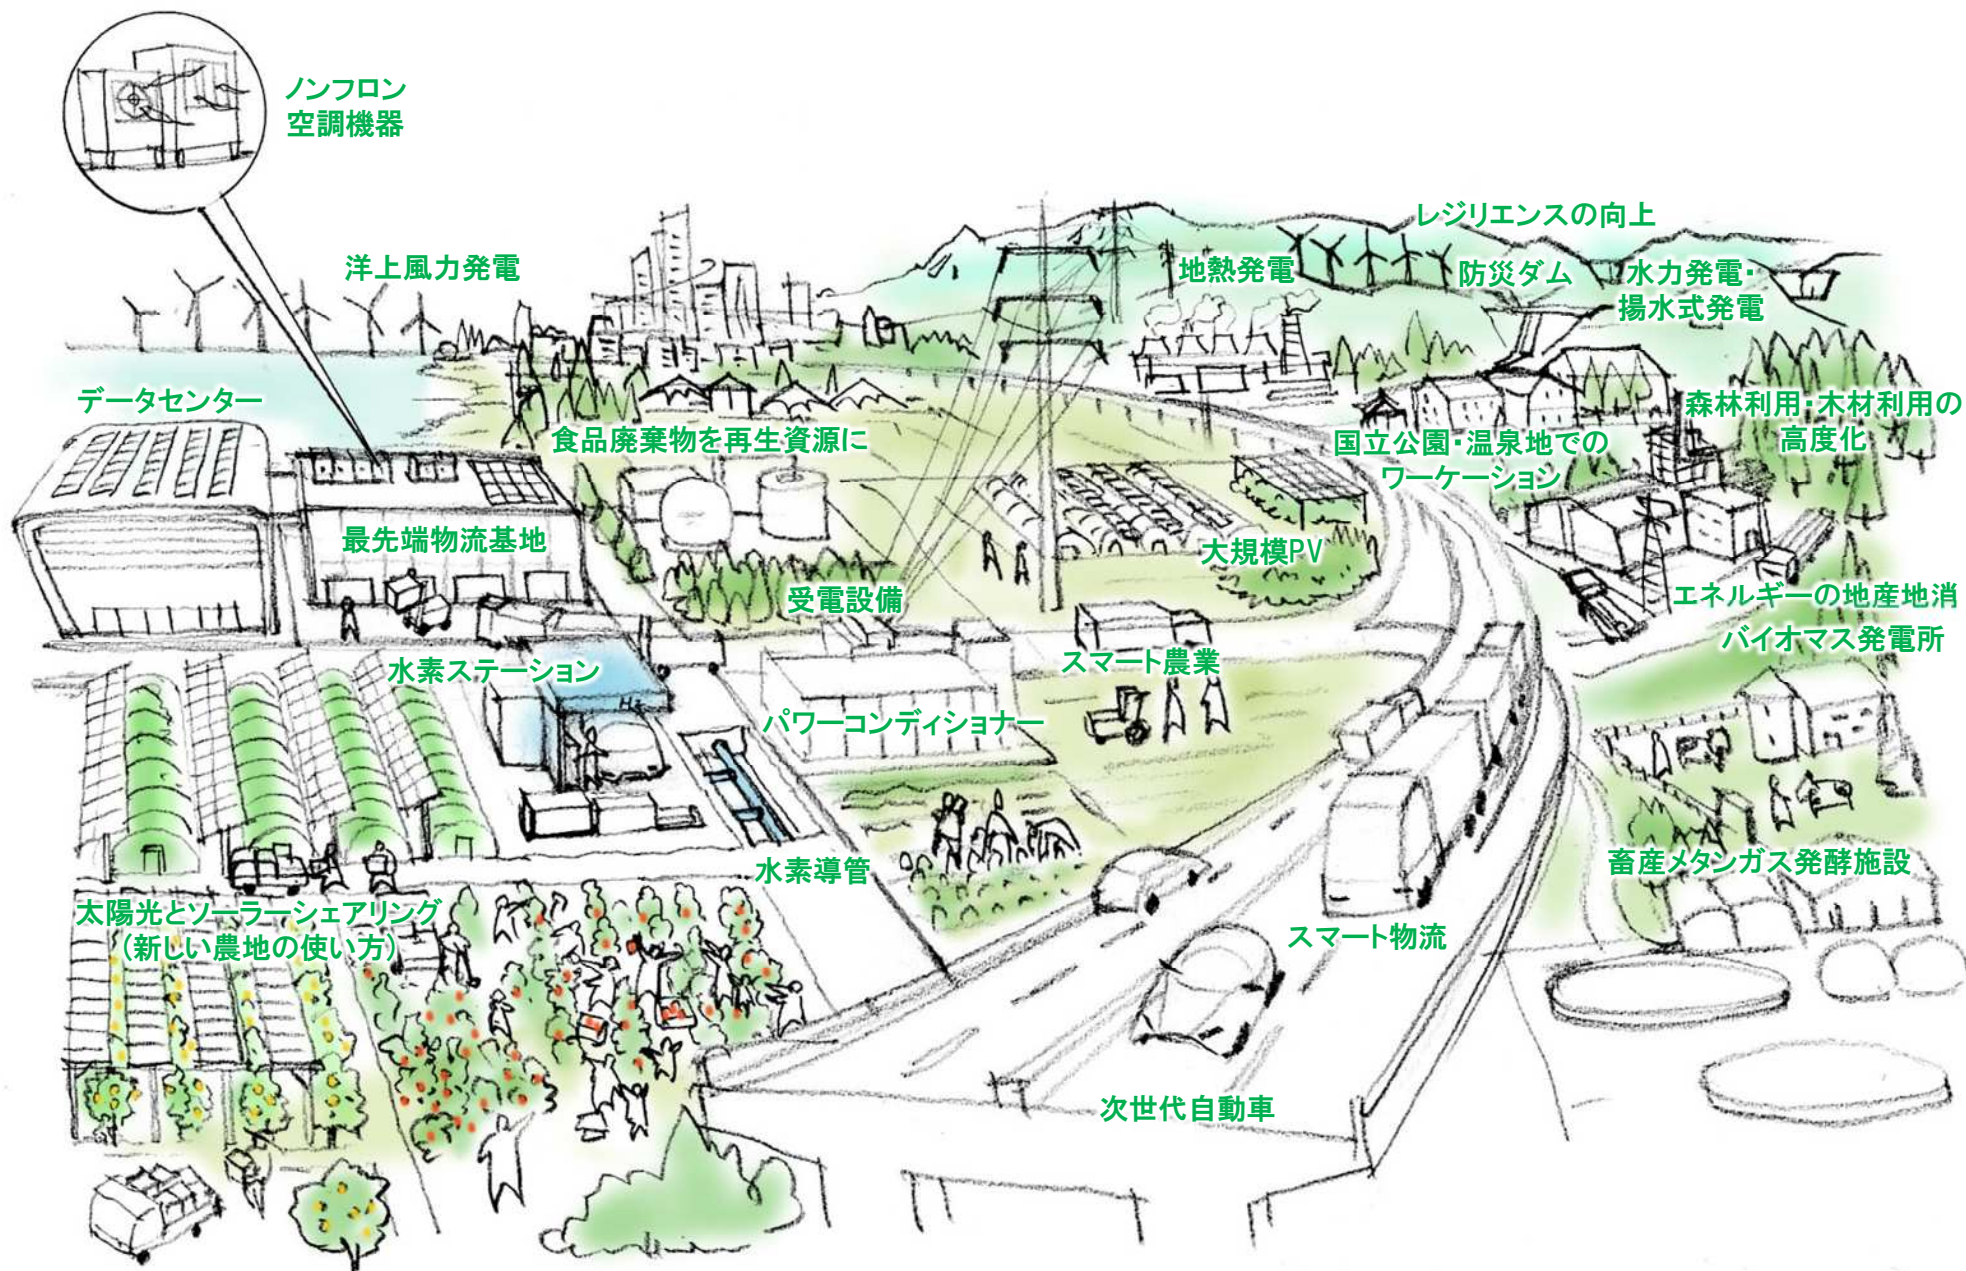 ノンフロン
空調機器
レジリエンスの向上
洋上風力発電
地熱発電
防災ダム
水力発電・
揚水式発電
データセンター
食品廃棄物を再生資源に
国立公園・温泉地での
ワーケーション
森林利用・木材利用の
高度化
最先端物流基地
大規模PV
受電設備
エネルギーの地産地消
バイオマス発電所
水素ステーション
スマート農業
H2
パワーコンディショナー
水素導管
畜産メタンガス発酵施設
太陽光とソーラーシェアリング
(新しい農地の使い方)
スマート物流
次世代自動車